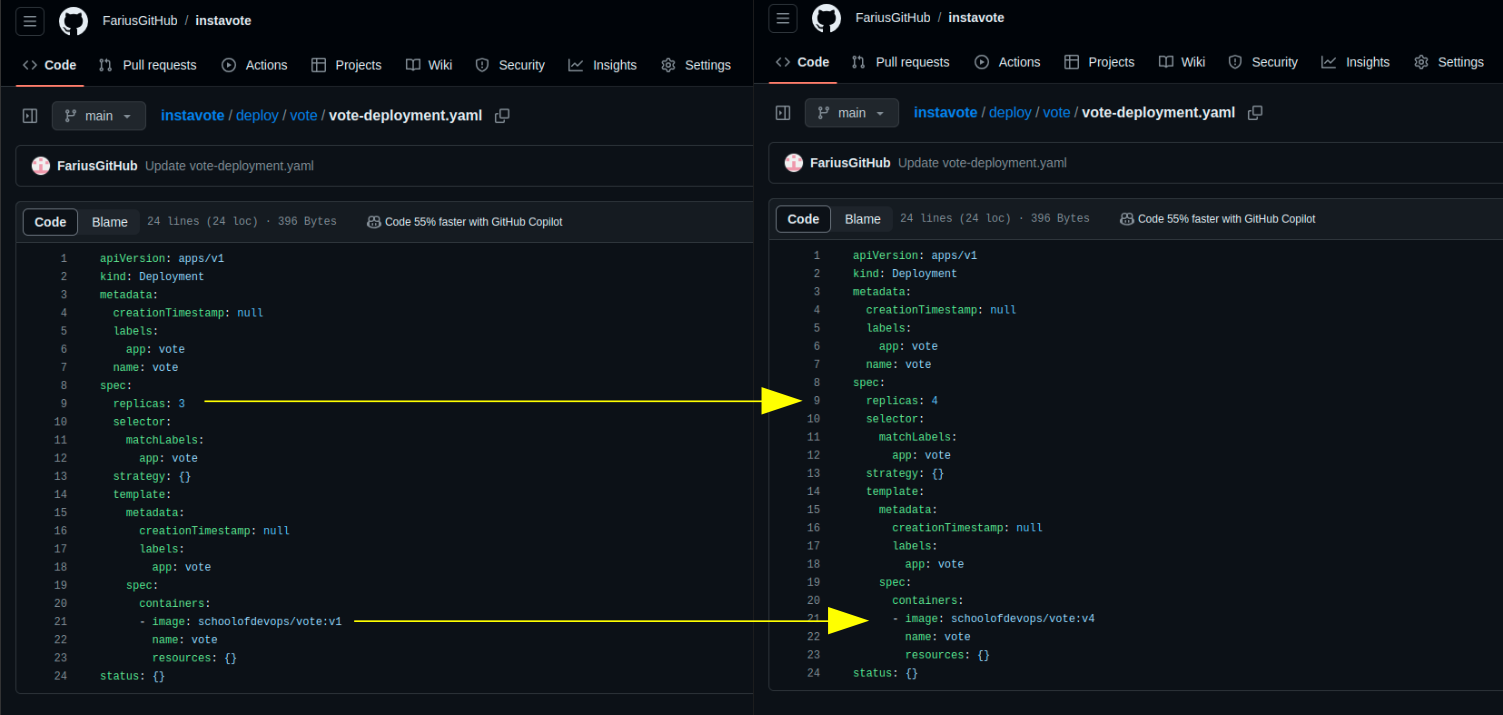 FariusGitHub / instavote
Code Pull requests Actions Projects Wiki Security Insights Settings
main instavote / deploy / vote / vote-deployment.yaml
FariusGitHub Update vote-deployment.yaml
Code Blame 24 lines (24 loc) · 396 Bytes Code 55% faster with GitHub Copilot
1 apiVersion: apps/v1
2 kind: Deployment
3 metadata:
4   creationTimestamp: null
5   labels:
6     app: vote
7   name: vote
8 spec:
9   replicas: 3
10   selector:
11     matchLabels:
12       app: vote
13   strategy: {}
14   template:
15     metadata:
16       creationTimestamp: null
17       labels:
18         app: vote
19     spec:
20       containers:
21       - image: schoolofdevops/vote:v1
22         name: vote
23         resources: {}
24 status: {}
FariusGitHub / instavote
Code Pull requests Actions Projects Wiki Security Insights Settings
main instavote / deploy / vote / vote-deployment.yaml
FariusGitHub Update vote-deployment.yaml
Code Blame 24 lines (24 loc) · 396 Bytes Code 55% faster with GitHub Copilot
1 apiVersion: apps/v1
2 kind: Deployment
3 metadata:
4   creationTimestamp: null
5   labels:
6     app: vote
7   name: vote
8 spec:
9   replicas: 4
10   selector:
11     matchLabels:
12       app: vote
13   strategy: {}
14   template:
15     metadata:
16       creationTimestamp: null
17       labels:
18         app: vote
19     spec:
20       containers:
21       - image: schoolofdevops/vote:v4
22         name: vote
23         resources: {}
24 status: {}